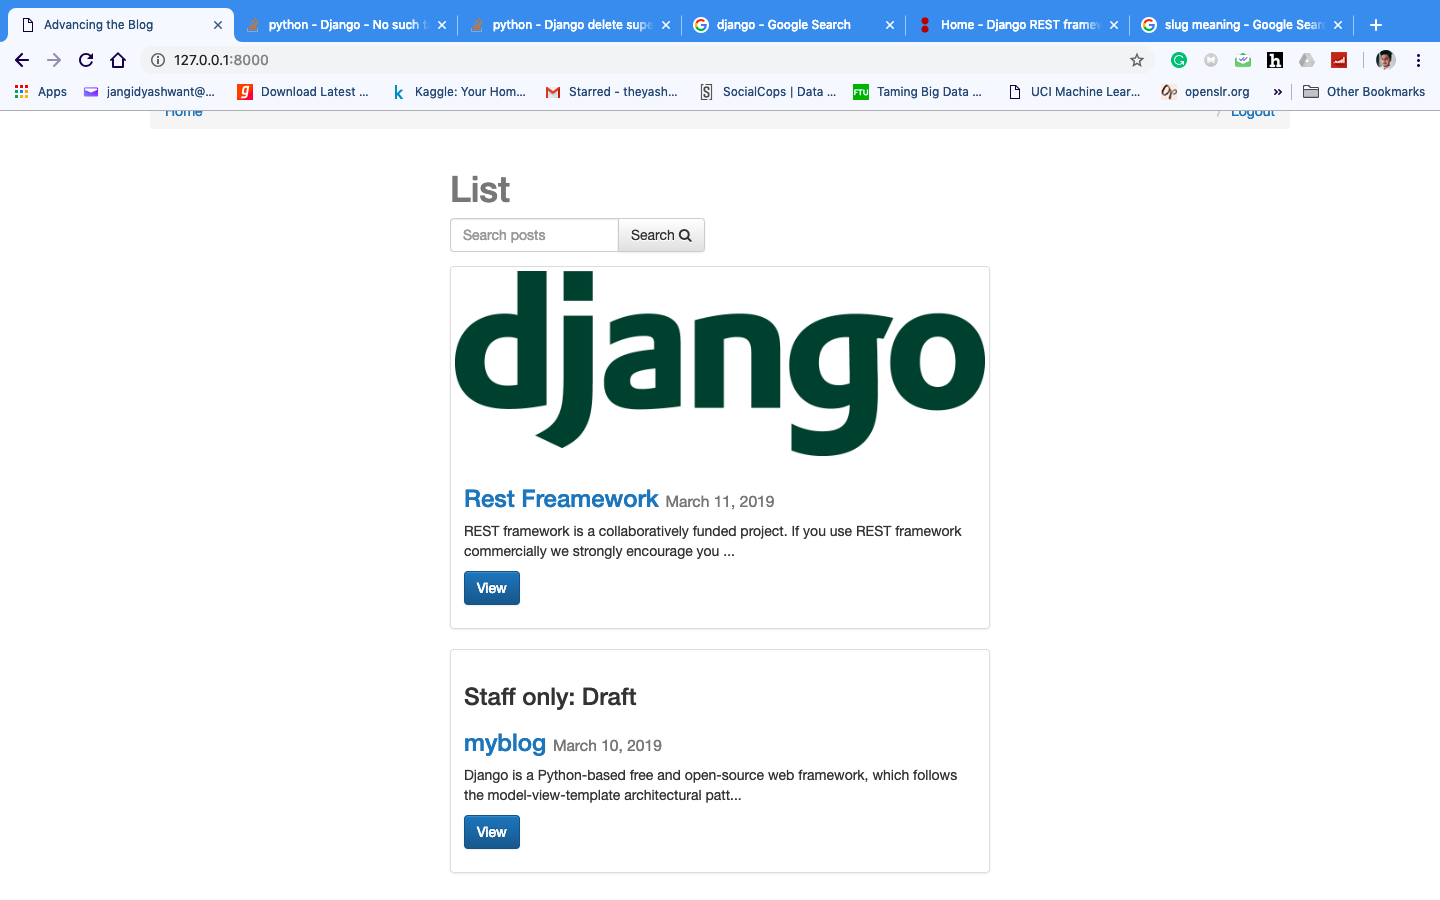 Advancing the Blog
python - Django - No such t
python - Django delete supe
django - Google Search
Home - Django REST framew
slug meaning - Google Sear
127.0.0.1:8000
Apps
jangidyashwant@...
Download Latest ...
Kaggle: Your Hom...
Starred - theyash...
SocialCops | Data ...
FTU
Taming Big Data ...
UCI Machine Lear...
openslr.org
»
Other Bookmarks
Home
/ Logout
List
Search posts
Search
django
Rest Freamework March 11, 2019
REST framework is a collaboratively funded project. If you use REST framework
commercially we strongly encourage you ...
View
Staff only: Draft
myblog March 10, 2019
Django is a Python-based free and open-source web framework, which follows
the model-view-template architectural patt...
View